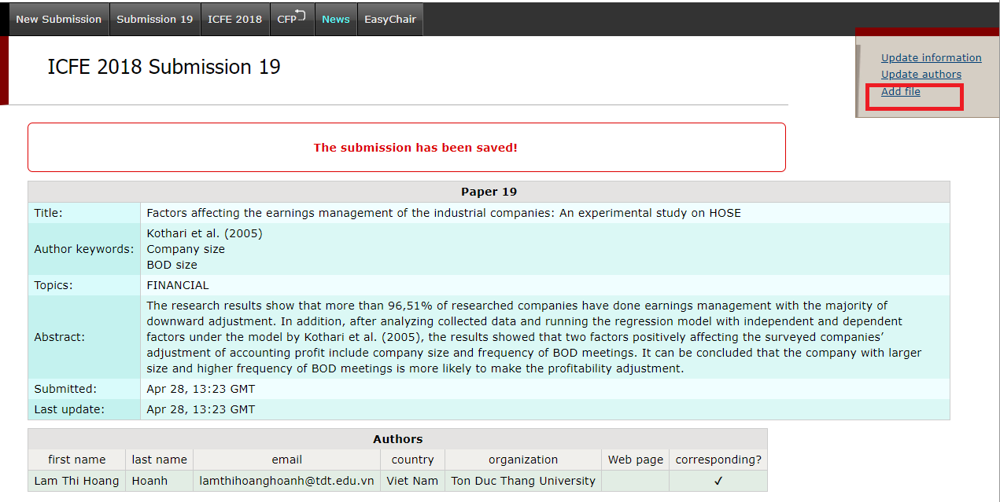 New Submission Submission 19 ICFE 2018 CFP News EasyChair
Update information
Update authors
Add file
ICFE 2018 Submission 19
The submission has been saved!
Paper 19
Title: Factors affecting the earnings management of the industrial companies: An experimental study on HOSE
Author keywords: Kothari et al. (2005)
Company size
BOD size
Topics: FINANCIAL
Abstract: The research results show that more than 96,51% of researched companies have done earnings management with the majority of
downward adjustment. In addition, after analyzing collected data and running the regression model with independent and dependent
factors under the model by Kothari et al. (2005), the results showed that two factors positively affecting the surveyed companies’
adjustment of accounting profit include company size and frequency of BOD meetings. It can be concluded that the company with larger
size and higher frequency of BOD meetings is more likely to make the profitability adjustment.
Submitted: Apr 28, 13:23 GMT
Last update: Apr 28, 13:23 GMT
Authors
first name last name email country organization Web page corresponding?
Lam Thi Hoang Hoanh lamthihoanghoanh@tdt.edu.vn Viet Nam Ton Duc Thang University ✓